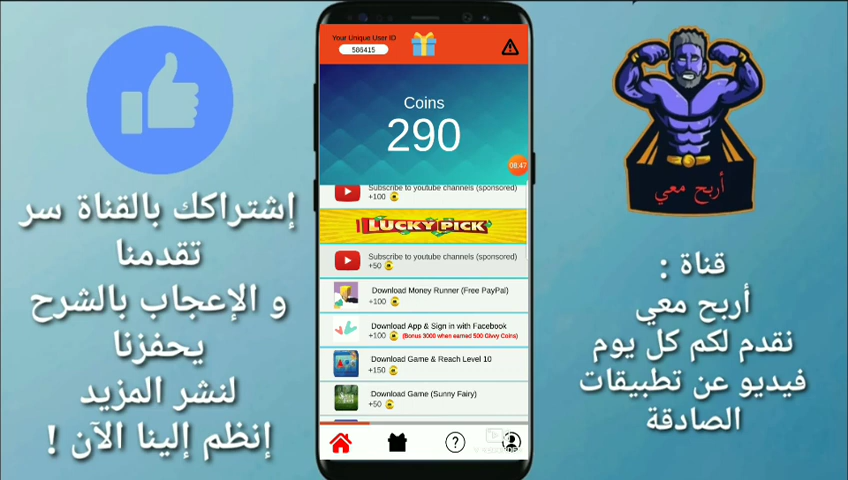 إشتراكك بالقناة سر
تقدمنا
و الإعجاب بالشرح
يحفزنا
لنشر المزيد
إنظم إلينا الآن !
Your Unique User ID
586415
Coins
290
08:47
Subscribe to youtube channels (sponsored)
+100
LUCKY PICK
Subscribe to youtube channels (sponsored)
+50
Download Money Runner (Free PayPal)
+100
Download App & Sign in with Facebook
+100 (Bonus 3000 when earned 500 Givvy Coins)
Download Game & Reach Level 10
+150
Download Game (Sunny Fairy)
+50
?
أربح معي
قناة :
أربح معي
نقدم لكم كل يوم
فيديو عن تطبيقات
الصادقة